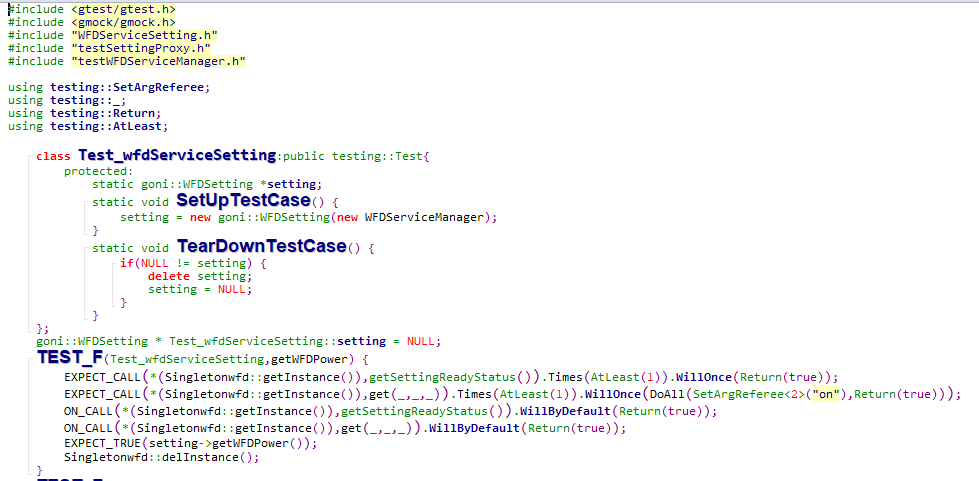 #include <gtest/gtest.h>
#include <gmock/gmock.h>
#include "WFDServiceSetting.h"
#include "testSettingProxy.h"
#include "testWFDServiceManager.h"

using testing::SetArgReferee;
using testing::_;
using testing::Return;
using testing::AtLeast;

class Test_wfdServiceSetting:public testing::Test{
protected:
static goni::WFDSetting *setting;
static void SetUpTestCase() {
setting = new goni::WFDSetting(new WFDServiceManager);
}
static void TearDownTestCase() {
if(NULL != setting) {
delete setting;
setting = NULL;
}
}
};
goni::WFDSetting * Test_wfdServiceSetting::setting = NULL;
TEST_F(Test_wfdServiceSetting,getWFDPower) {
EXPECT_CALL(*(Singletonwfd::getInstance()),getSettingReadyStatus()).Times(AtLeast(1)).WillOnce(Return(true));
EXPECT_CALL(*(Singletonwfd::getInstance()),get(_,_,_)).Times(AtLeast(1)).WillOnce(DoAll(SetArgReferee<2>("on"),Return(true)));
ON_CALL(*(Singletonwfd::getInstance()),getSettingReadyStatus()).WillByDefault(Return(true));
ON_CALL(*(Singletonwfd::getInstance()),get(_,_,_)).WillByDefault(Return(true));
EXPECT_TRUE(setting->getWFDPower());
Singletonwfd::delInstance();
}